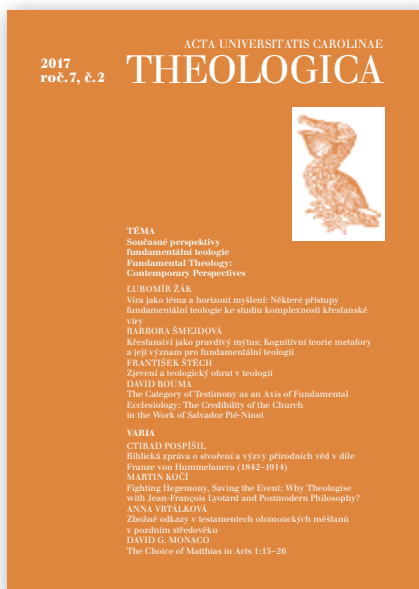 ACTA UNIVERSITATIS CAROLINAE
2017
roč.7, č.2
THEOLOGICA
TÉMA
Současné perspektivy
fundamentální teologie
Fundamental Theology:
Contemporary Perspectives
ĽUBOMÍR ŽÁK
Víra jako téma a horizont myšlení: Některé přístupy
fundamentální teologie ke studiu komplexnosti křesťanské
víry
BARBORA ŠMEJDOVÁ
Křesťanství jako pravdivý mýtus: Kognitivní teorie metafory
a její význam pro fundamentální teologii
FRANTIŠEK ŠTĚCH
Zjevení a teologický obrat v teologii
DAVID BOUMA
The Category of Testimony as an Axis of Fundamental
Ecclesiology: The Credibility of the Church
in the Work of Salvador Pié-Ninot
VARIA
CTIRAD POSPÍŠIL
Biblická zpráva o stvoření a výzvy přírodních věd v díle
Franze von Hummelauera (1842–1914)
MARTIN KOČÍ
Fighting Hegemony, Saving the Event: Why Theologise
with Jean-François Lyotard and Postmodern Philosophy?
ANNA VRTÁLKOVÁ
Zbožné odkazy v testamentech olomouckých měšťanů
v pozdním středověku
DAVID G. MONACO
The Choice of Matthias in Acts 1:15–26